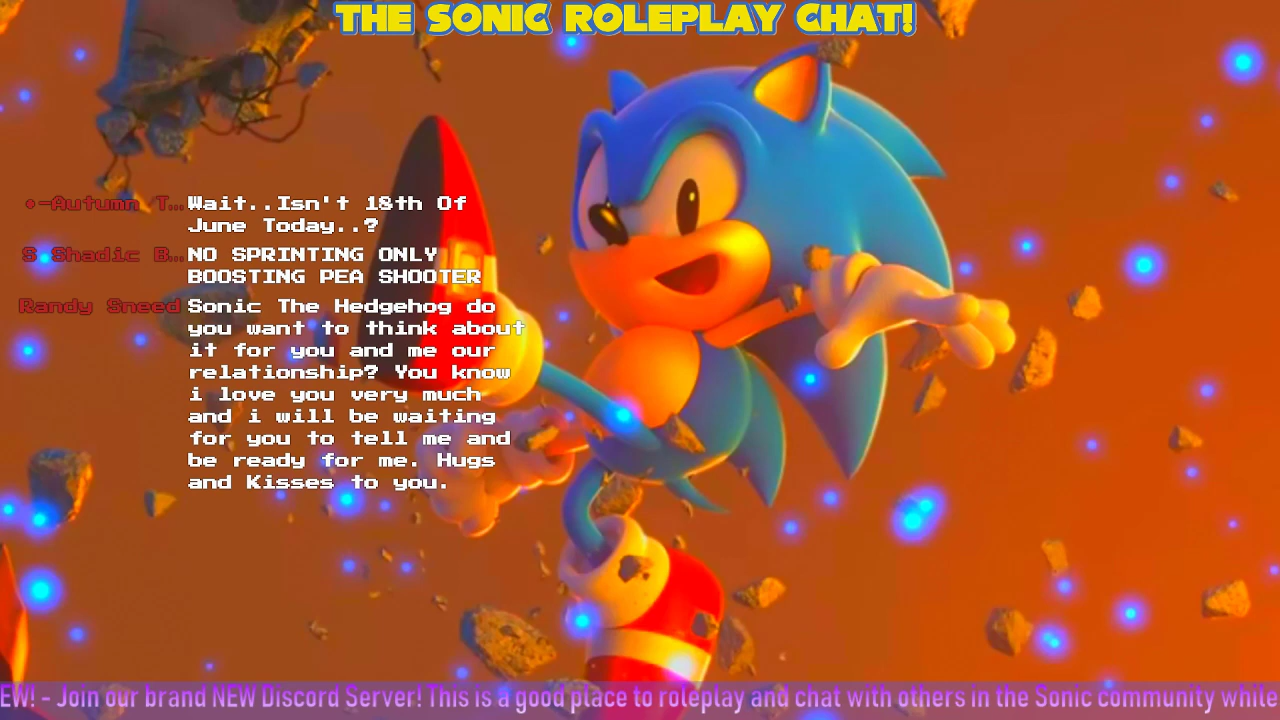 THE SONIC ROLEPLAY CHAT!
•-Autumn T... Wait..Isn't 18th Of
June Today..?
S Shadic B... NO SPRINTING ONLY
BOOSTING PEA SHOOTER
Randy Sneed Sonic The Hedgehog do
you want to think about
it for you and me our
relationship? You know
i love you very much
and i will be waiting
for you to tell me and
be ready for me. Hugs
and Kisses to you.
EW! - Join our brand NEW Discord Server! This is a good place to roleplay and chat with others in the Sonic community while